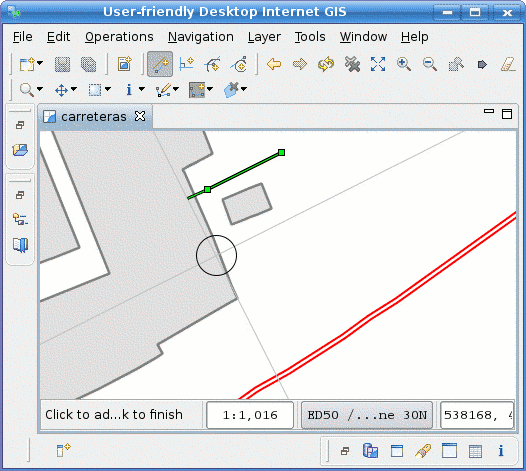 User-friendly Desktop Internet GIS
File Edit Operations Navigation Layer Tools Window Help
carreteras
Click to ad...k to finish
1:1,016
ED50 /...ne 30N
538168,